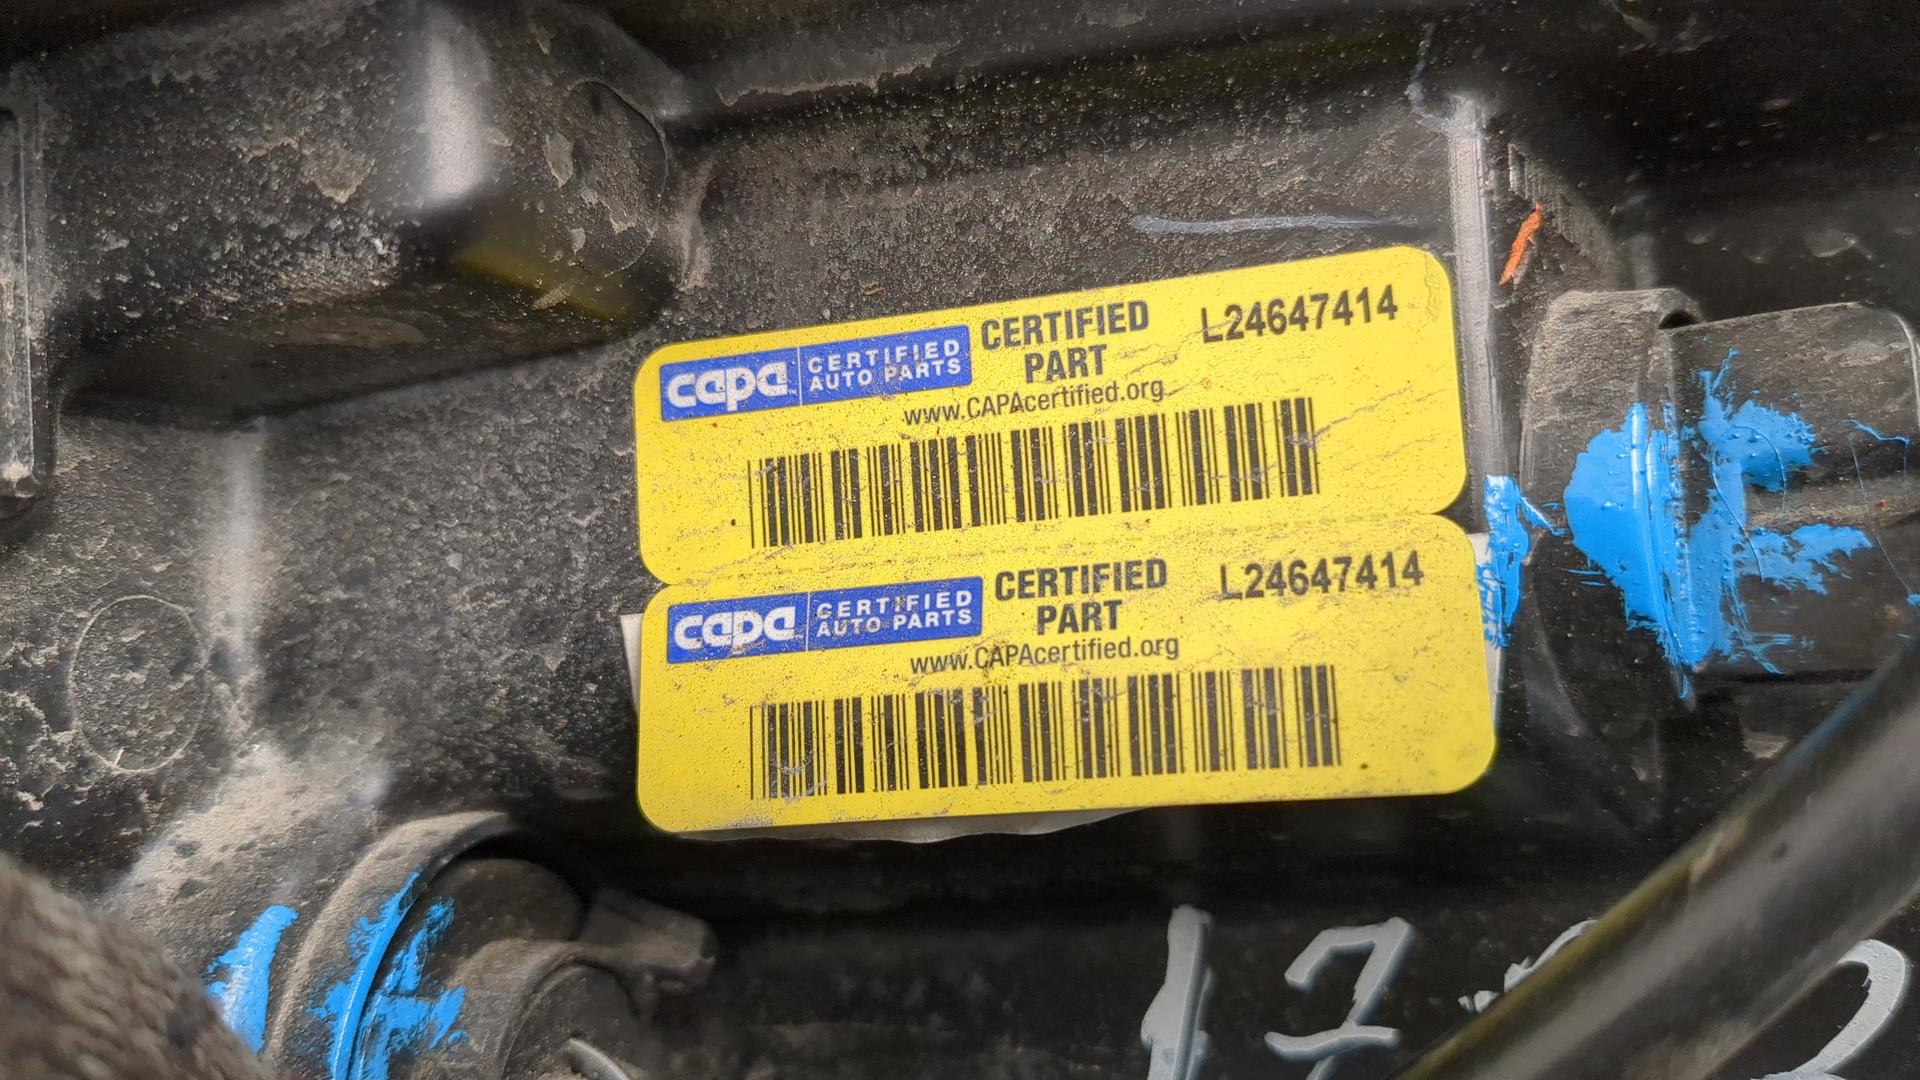 capa CERTIFIED AUTO PARTS
CERTIFIED PART
L24647414
www.CAPAcertified.org
capa CERTIFIED AUTO PARTS
CERTIFIED PART
L24647414
www.CAPAcertified.org
17